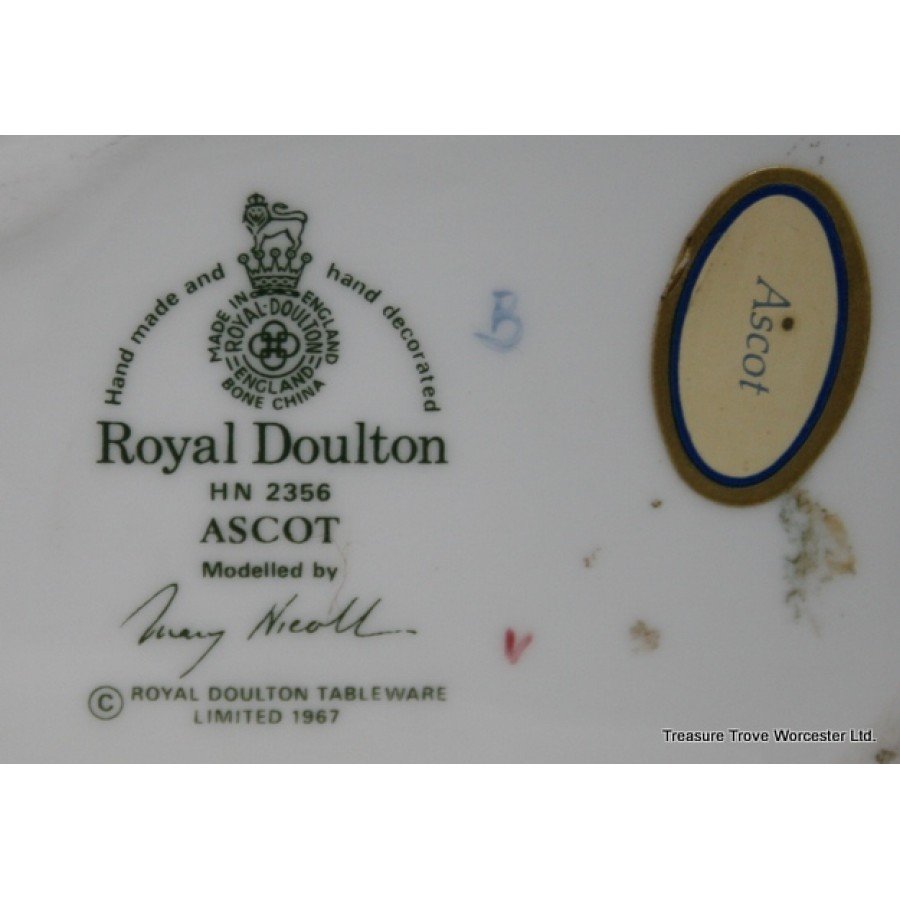 Hand made and hand decorated
MADE IN ENGLAND
ROYAL-DOULTON
ENGLAND
BONE CHINA
Royal Doulton
HN 2356
ASCOT
Modelled by
Mary Nicoll
© ROYAL DOULTON TABLEWARE
LIMITED 1967
B
V
Ascot
Treasure Trove Worcester Ltd.